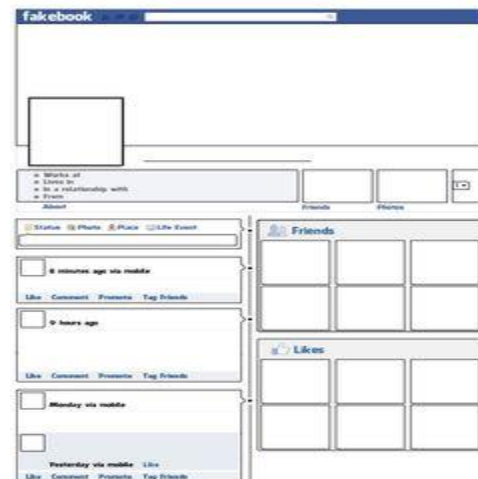 fakebook
Works at
Lives in
In a relationship with
From
About
Friends
Photos
Status Photo Place Life Event
Friends
6 minutes ago via mobile
Like Comment Promote Tag Friends
9 hours ago
Like Comment Promote Tag Friends
Likes
Monday via mobile
Yesterday via mobile Like
Like Comment Promote Tag Friends